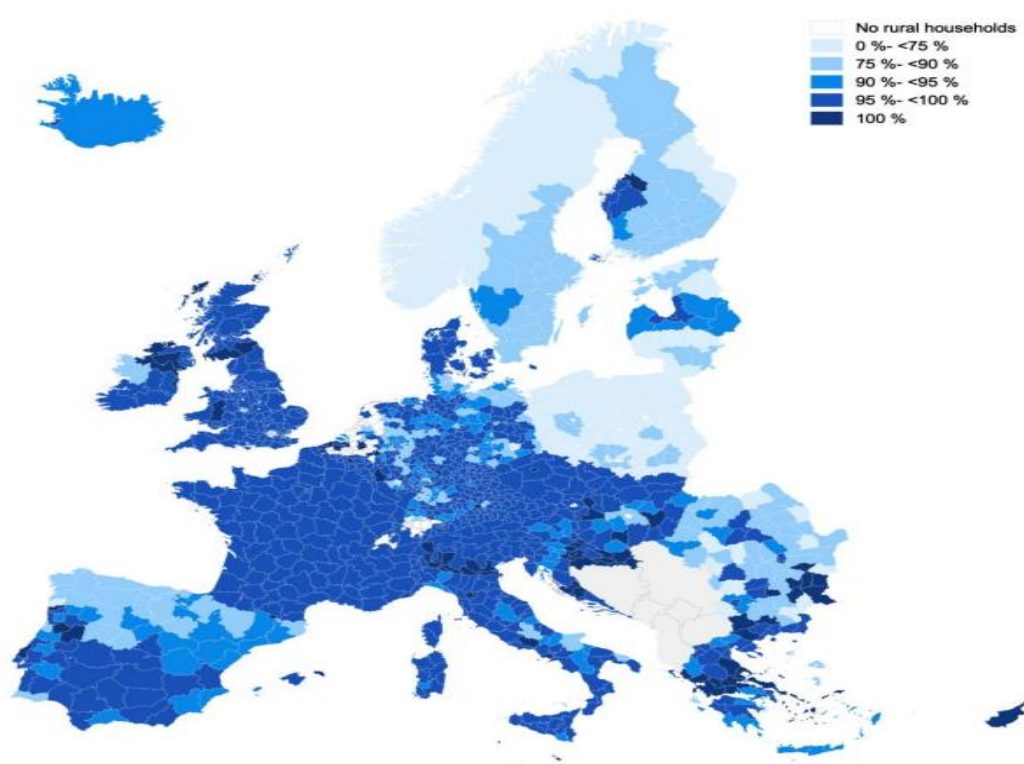 No rural households
0 %- <75 %
75 %- <90 %
90 %- <95 %
95 %- <100 %
100 %